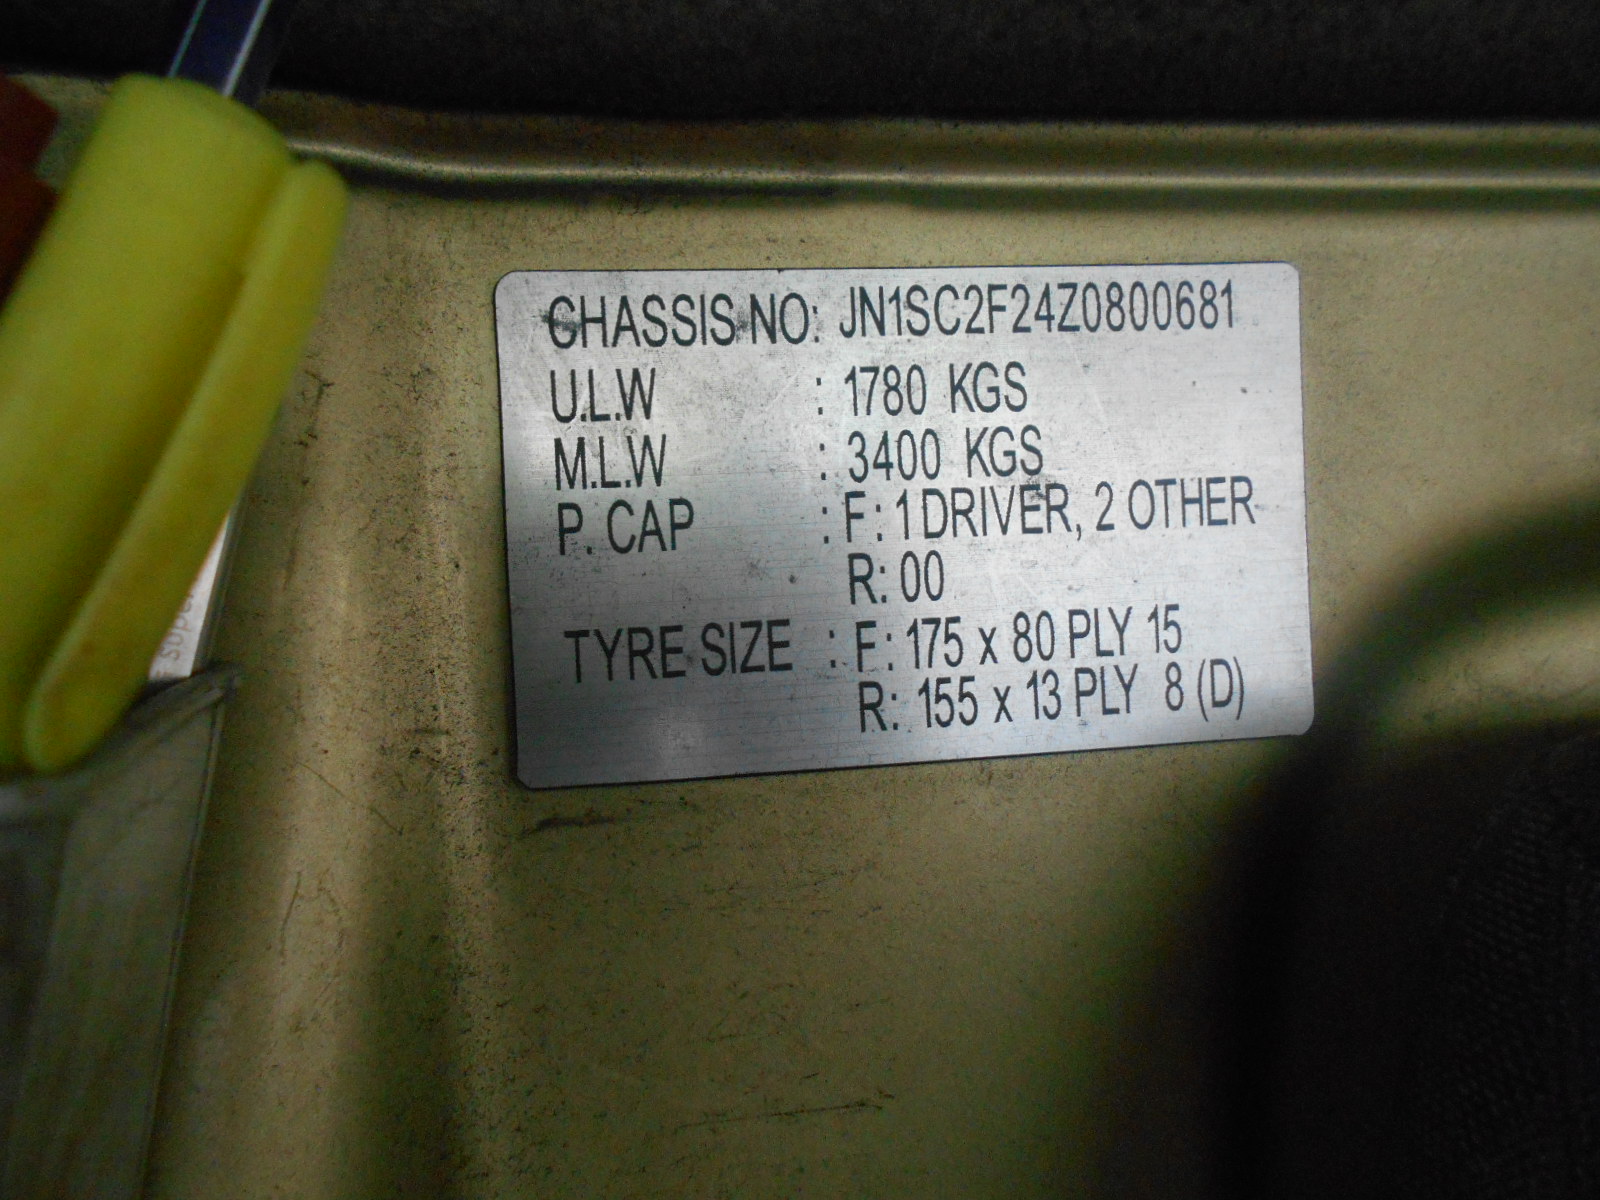 CHASSIS NO: JN1SC2F24Z0800681
U.L.W : 1780 KGS
M.L.W : 3400 KGS
P. CAP : F: 1 DRIVER, 2 OTHER
R: 00
TYRE SIZE : F: 175 x 80 PLY 15
R: 155 x 13 PLY 8 (D)